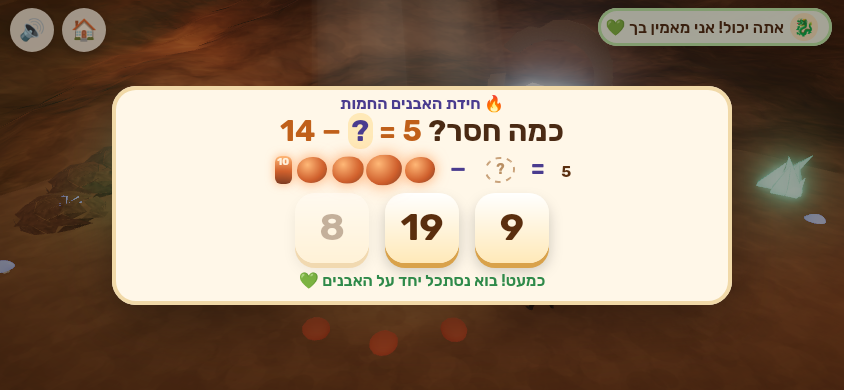 אתה יכול! אני מאמין בך 💚
🔥 חידת האבנים החמות
כמה חסר? 14 − ? = 5
10 − ? = 5
8 19 9
כמעט! בוא נסתכל יחד על האבנים 💚